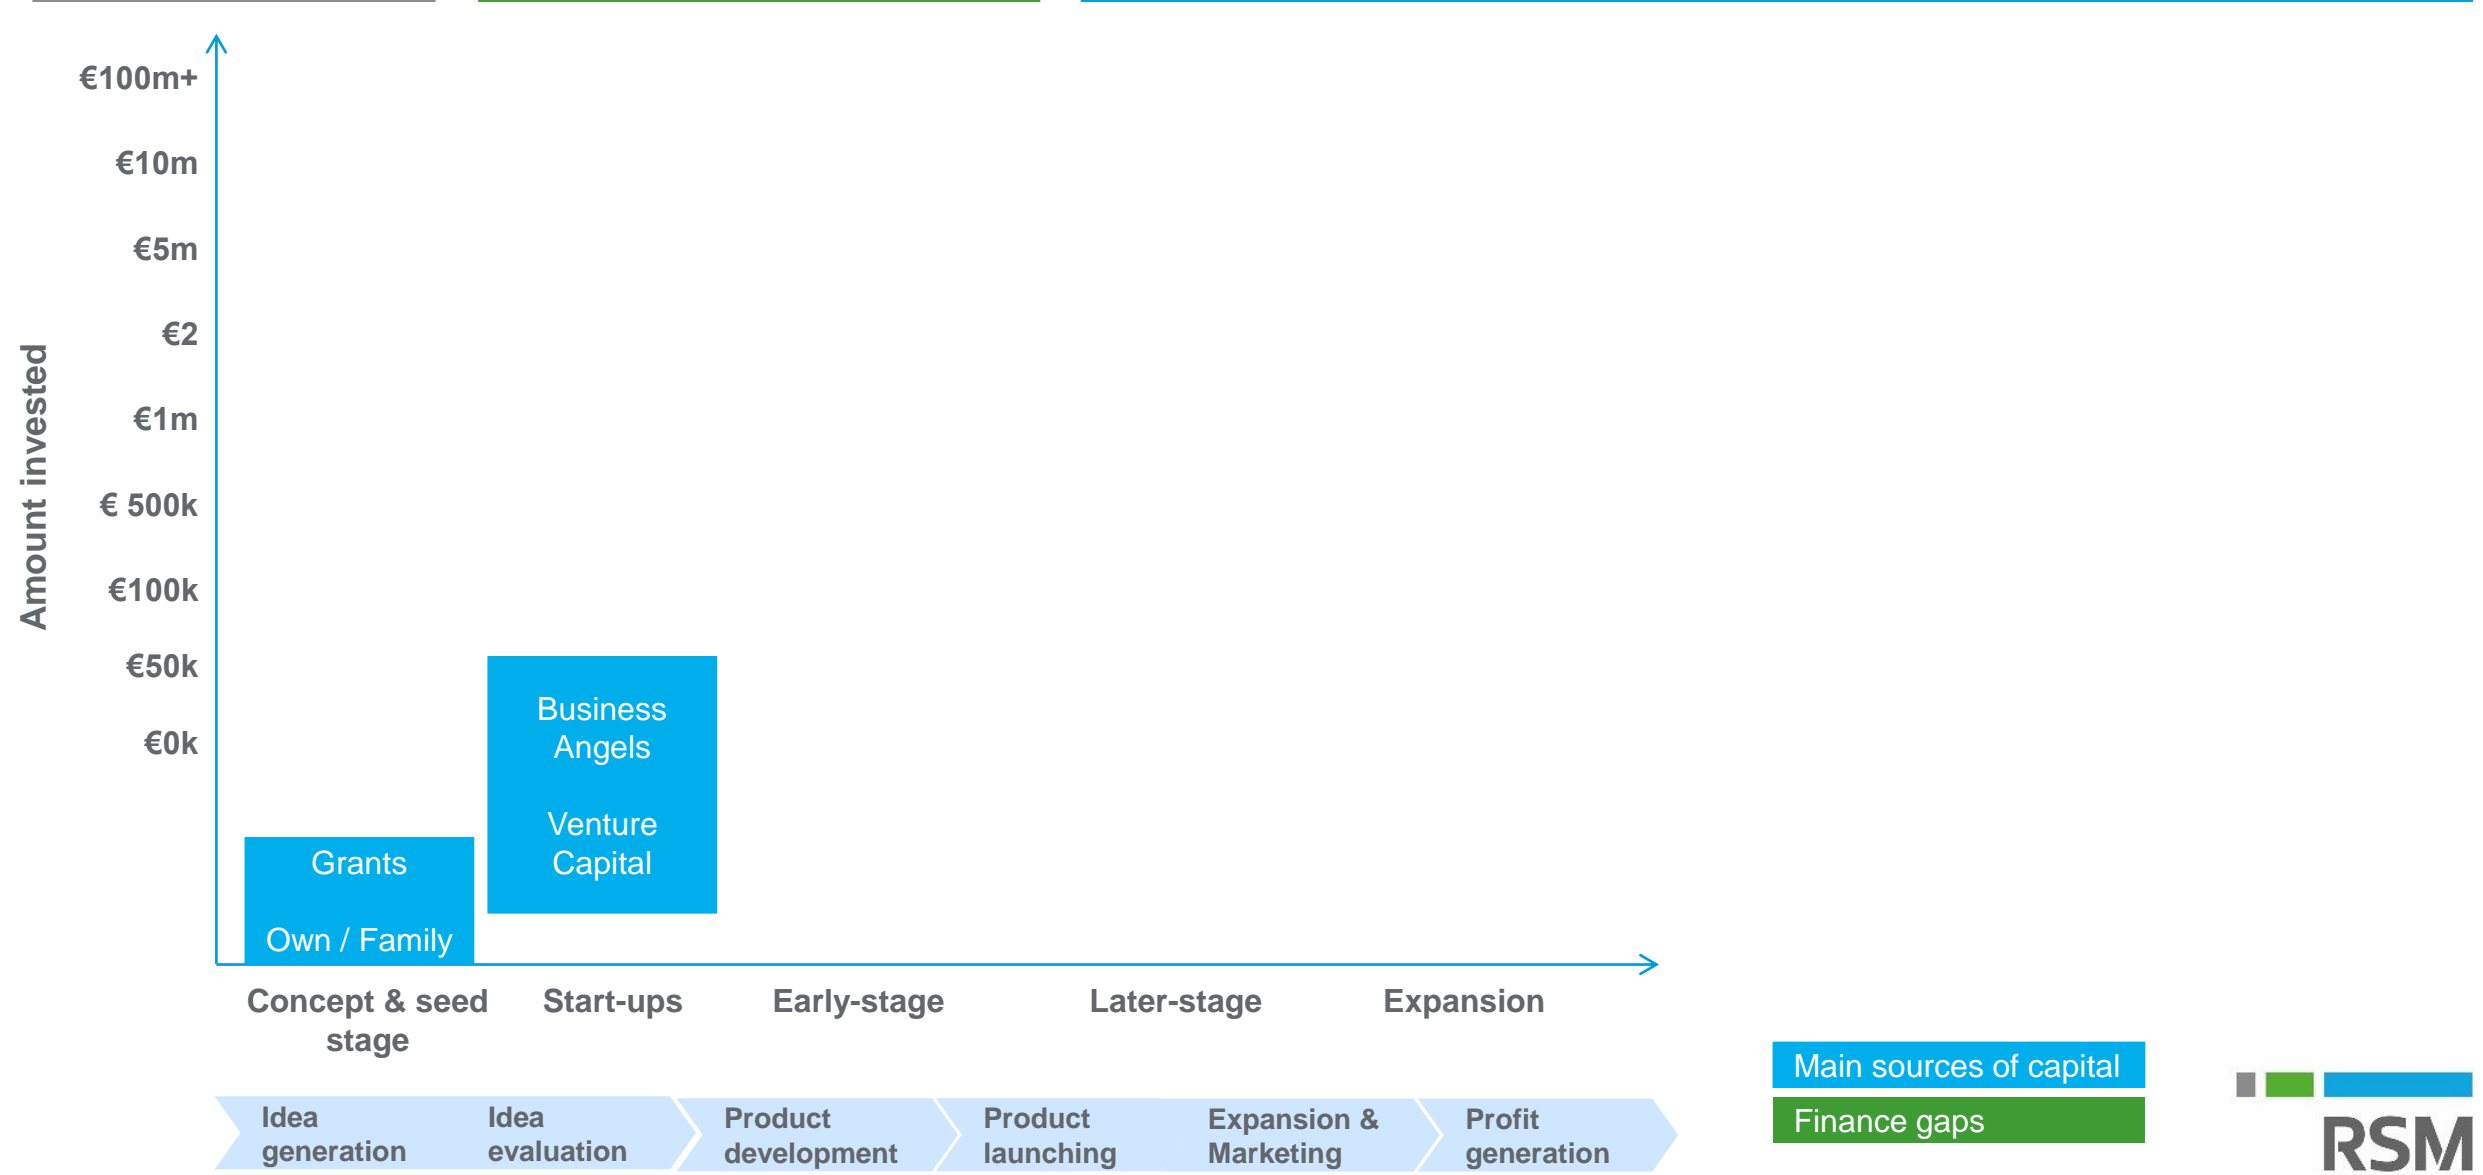 €100m+
€10m
€5m
€2
€1m
€ 500k
€100k
€50k
€0k
Amount invested
Business
Angels
Venture
Capital
Grants
Own / Family
Concept & seed
stage
Start-ups
Early-stage
Later-stage
Expansion
Idea
generation
Idea
evaluation
Product
development
Product
launching
Expansion &
Marketing
Profit
generation
Main sources of capital
Finance gaps
RSM